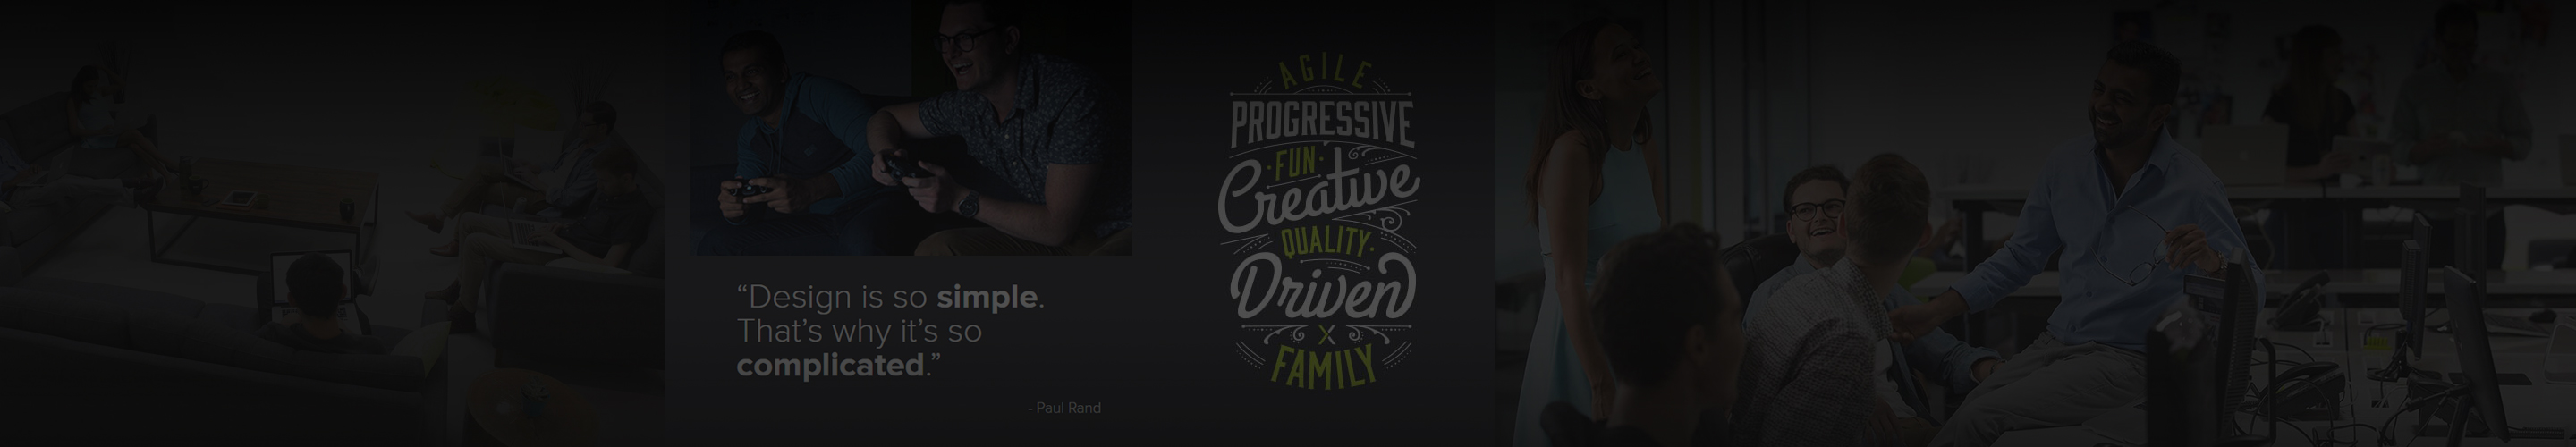 “Design is so simple.
That’s why it’s so
complicated.”
- Paul Rand
AGILE
PROGRESSIVE
FUN
Creative
QUALITY
Driven
X
FAMILY